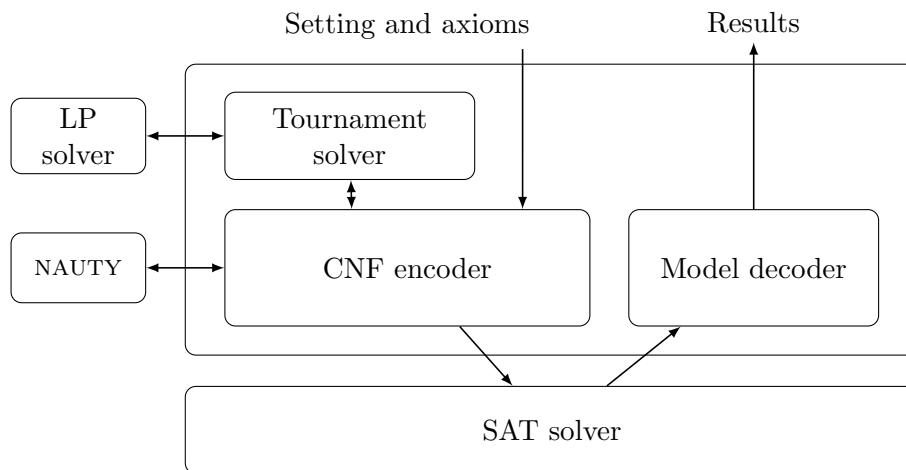 Setting and axioms
Results
LP
solver
Tournament
solver
NAUTY
CNF encoder
Model decoder
SAT solver